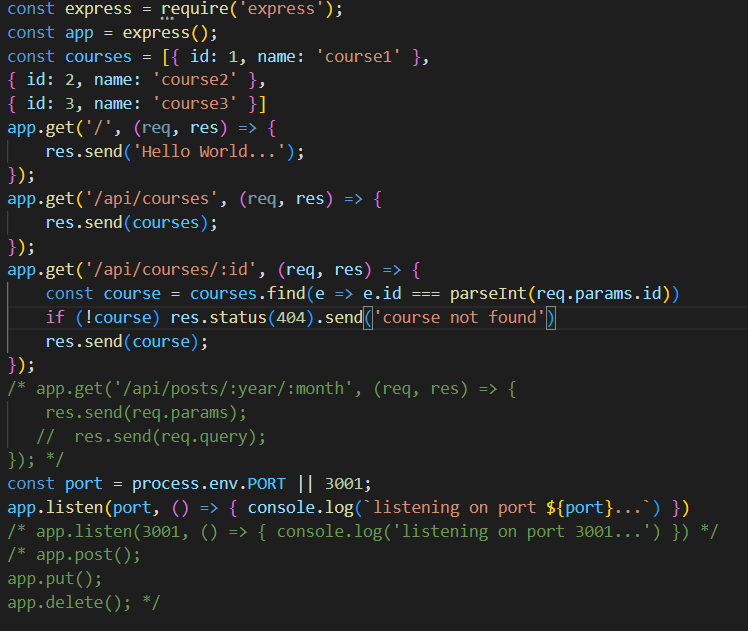 const express = require('express');
const app = express();
const courses = [{ id: 1, name: 'course1' },
{ id: 2, name: 'course2' },
{ id: 3, name: 'course3' }]
app.get('/', (req, res) => {
    res.send('Hello World...');
});
app.get('/api/courses', (req, res) => {
    res.send(courses);
});
app.get('/api/courses/:id', (req, res) => {
    const course = courses.find(e => e.id === parseInt(req.params.id))
    if (!course) res.status(404).send('course not found')
    res.send(course);
});
/* app.get('/api/posts/:year/:month', (req, res) => {
    res.send(req.params);
   //  res.send(req.query);
}); */
const port = process.env.PORT || 3001;
app.listen(port, () => { console.log(`listening on port ${port}...`) })
/* app.listen(3001, () => { console.log('listening on port 3001...') }) */
/* app.post();
app.put();
app.delete(); */